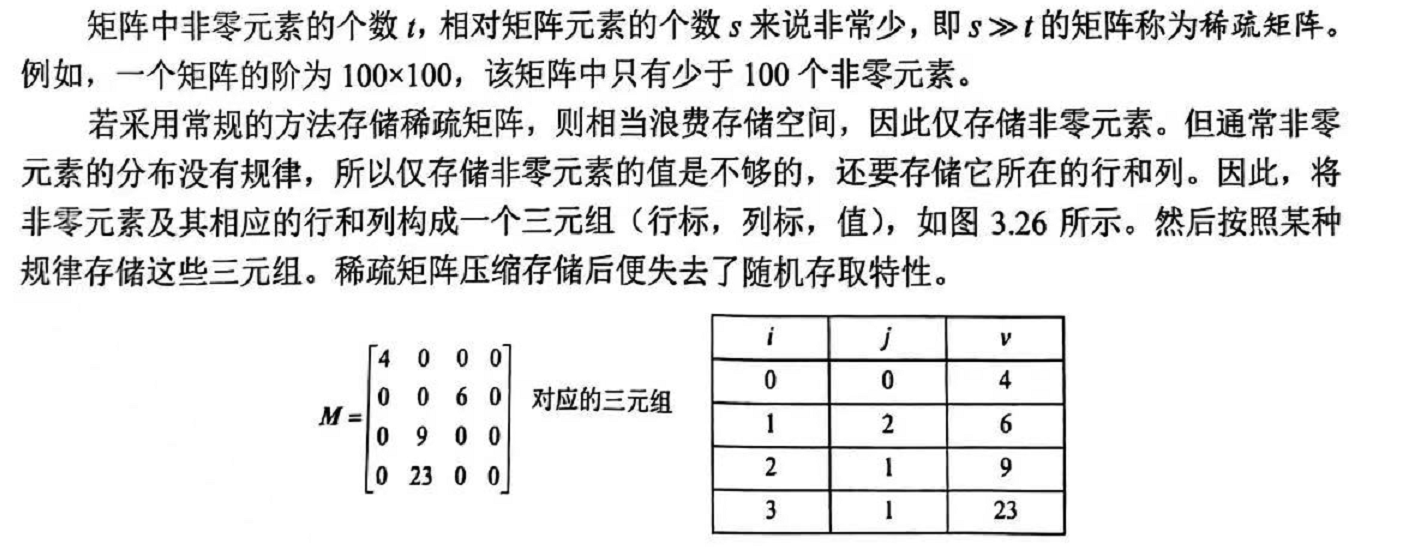 矩阵中非零元素的个数 t，相对矩阵元素的个数 s 来说非常少，即 s≫t 的矩阵称为稀疏矩阵。
例如，一个矩阵的阶为 100×100，该矩阵中只有少于 100 个非零元素。
若采用常规的方法存储稀疏矩阵，则相当浪费存储空间，因此仅存储非零元素。但通常非零
元素的分布没有规律，所以仅存储非零元素的值是不够的，还要存储它所在的行和列。因此，将
非零元素及其相应的行和列构成一个三元组（行标，列标，值），如图 3.26 所示。然后按照某种
规律存储这些三元组。稀疏矩阵压缩存储后便失去了随机存取特性。
M =
4 0 0 0
0 0 6 0
0 9 0 0
0 23 0 0
对应的三元组
i j v
0 0 4
1 2 6
2 1 9
3 1 23